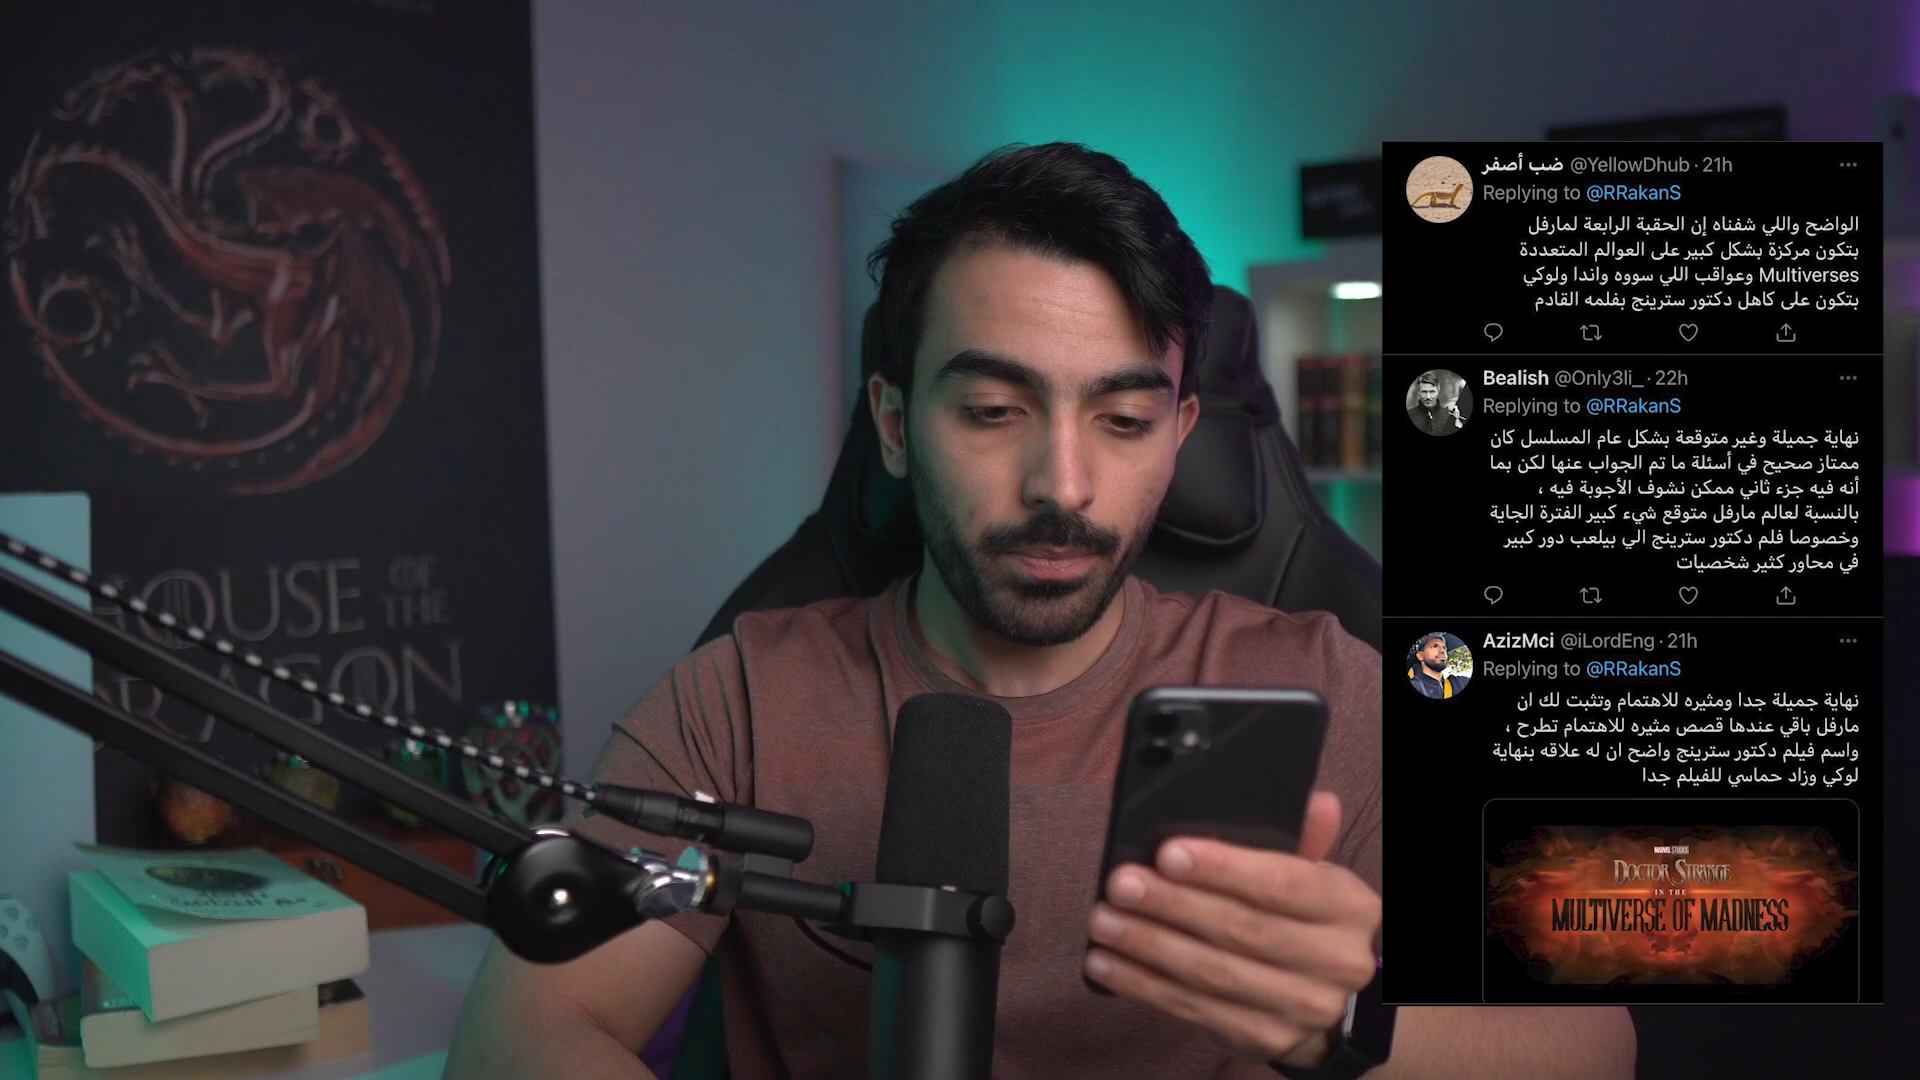 HOUSE OF THE DRAGON
ضب أصفر @YellowDhub · 21h
Replying to @RRakanS
الواضح واللي شفناه إن الحقبة الرابعة لمارفل
بتكون مركزة بشكل كبير على العوالم المتعددة
Multiverses وعواقب اللي سووه واندا ولوكي
بتكون على كاهل دكتور سترينج بفلمه القادم
Bealish @Only3li_ · 22h
Replying to @RRakanS
نهاية جميلة وغير متوقعة بشكل عام المسلسل كان
ممتاز صحيح في أسئلة ما تم الجواب عنها لكن بما
أنه فيه جزء ثاني ممكن نشوف الأجوبة فيه ،
بالنسبة لعالم مارفل متوقع شيء كبير الفترة الجاية
وخصوصا فلم دكتور سترينج الي بيلعب دور كبير
في محاور كثير شخصيات
AzizMci @iLordEng · 21h
Replying to @RRakanS
نهاية جميلة جدا ومثيره للاهتمام وتثبت لك ان
مارفل باقي عندها قصص مثيره للاهتمام تطرح ،
واسم فيلم دكتور سترينج واضح ان له علاقه بنهاية
لوكي وزاد حماسي للفيلم جدا
MARVEL STUDIOS
DOCTOR STRANGE
IN THE
MULTIVERSE OF MADNESS